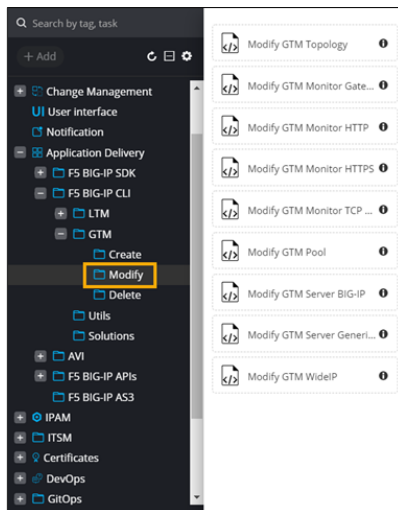 Search by tag, task
+ Add
Change Management
UI User interface
Notification
Application Delivery
F5 BIG-IP SDK
F5 BIG-IP CLI
LTM
GTM
Create
Modify
Delete
Utils
Solutions
AVI
F5 BIG-IP APIs
F5 BIG-IP AS3
IPAM
ITSM
Certificates
DevOps
GitOps
Modify GTM Topology
Modify GTM Monitor Gate...
Modify GTM Monitor HTTP
Modify GTM Monitor HTTPS
Modify GTM Monitor TCP ...
Modify GTM Pool
Modify GTM Server BIG-IP
Modify GTM Server Generi...
Modify GTM WideIP